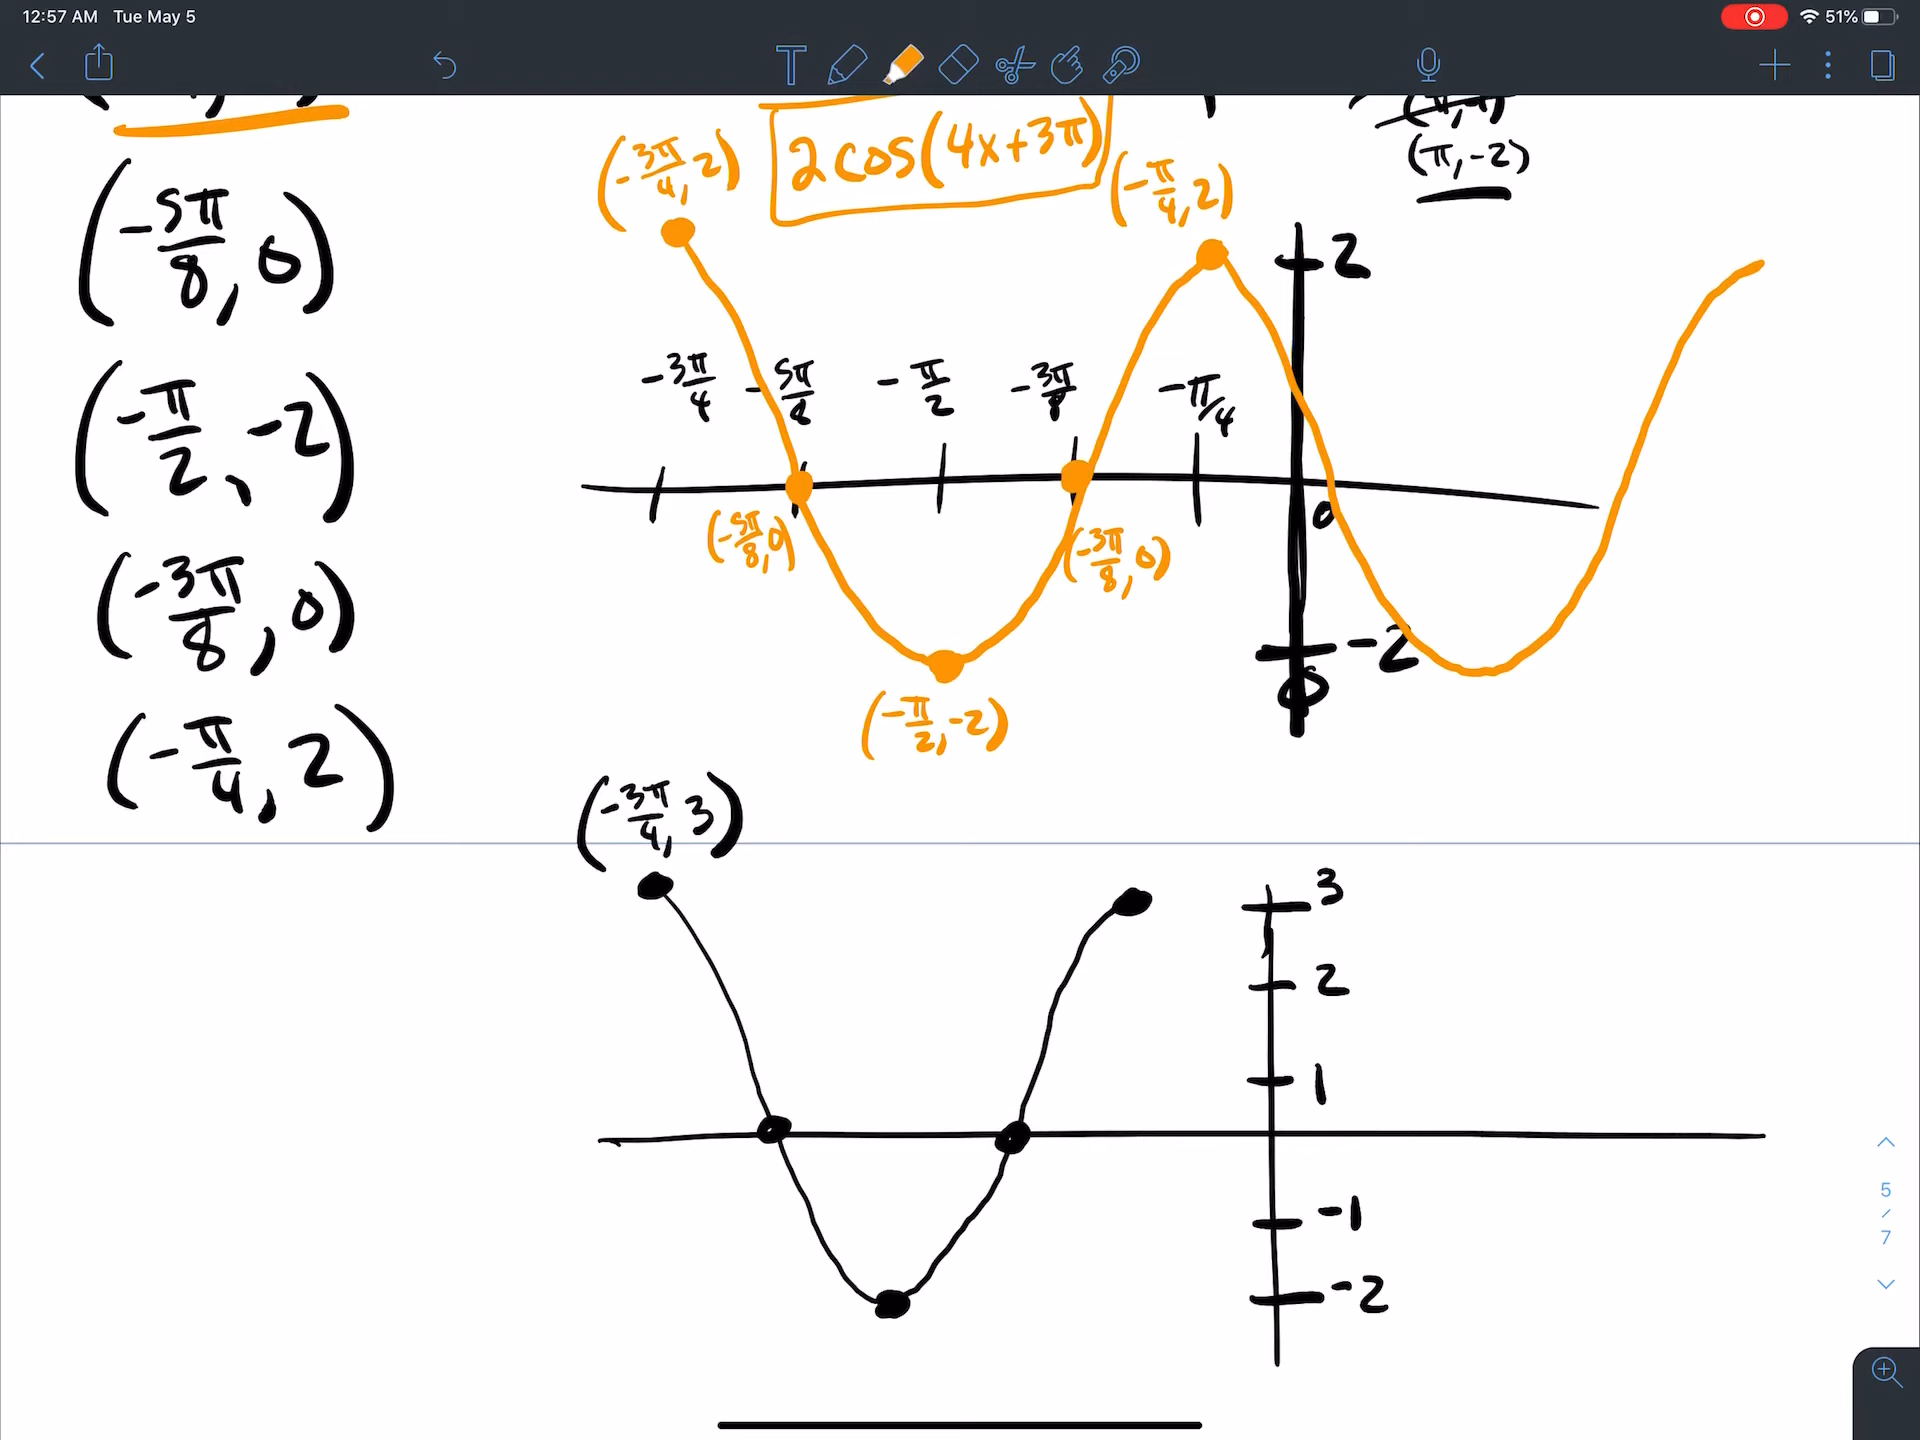 12:57 AM Tue May 5
51%
T
2cos(4x+3π)
(-3π/4, 2)
(-π/4, 2)
(π, -2)
(-5π/8, 0)
2
-3π/4
-5π/8
-π/2
-3π/8
-π/4
(-π/2, -2)
0
(-5π/8, 0)
(-3π/8, 0)
(-3π/8, 0)
-2
(-π/2, -2)
(-π/4, 2)
(-3π/4, 3)
3
2
1
-1
-2
5
/
7